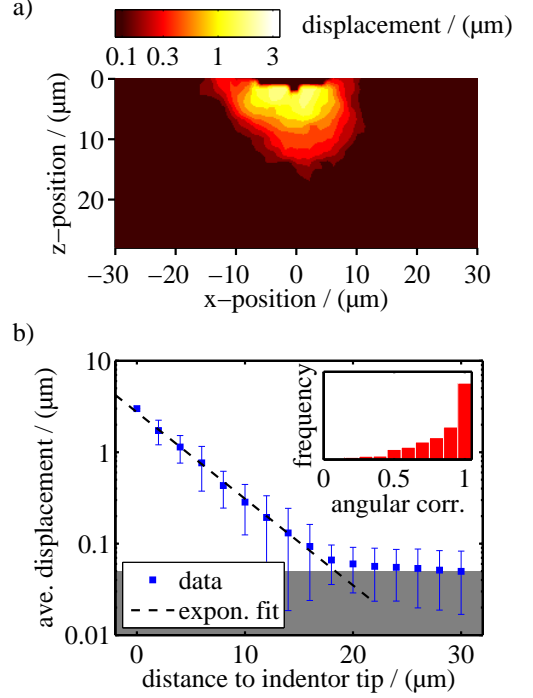 a)
displacement / (µm)
0.1 0.3 1 3
z−position / (µm)
0
10
20
−30 −20 −10 0 10 20 30
x−position / (µm)
b)
ave. displacement / (µm)
10
1
0.1
0.01
frequency
0 0.5 1
angular corr.
data
expon. fit
0 10 20 30
distance to indentor tip / (µm)